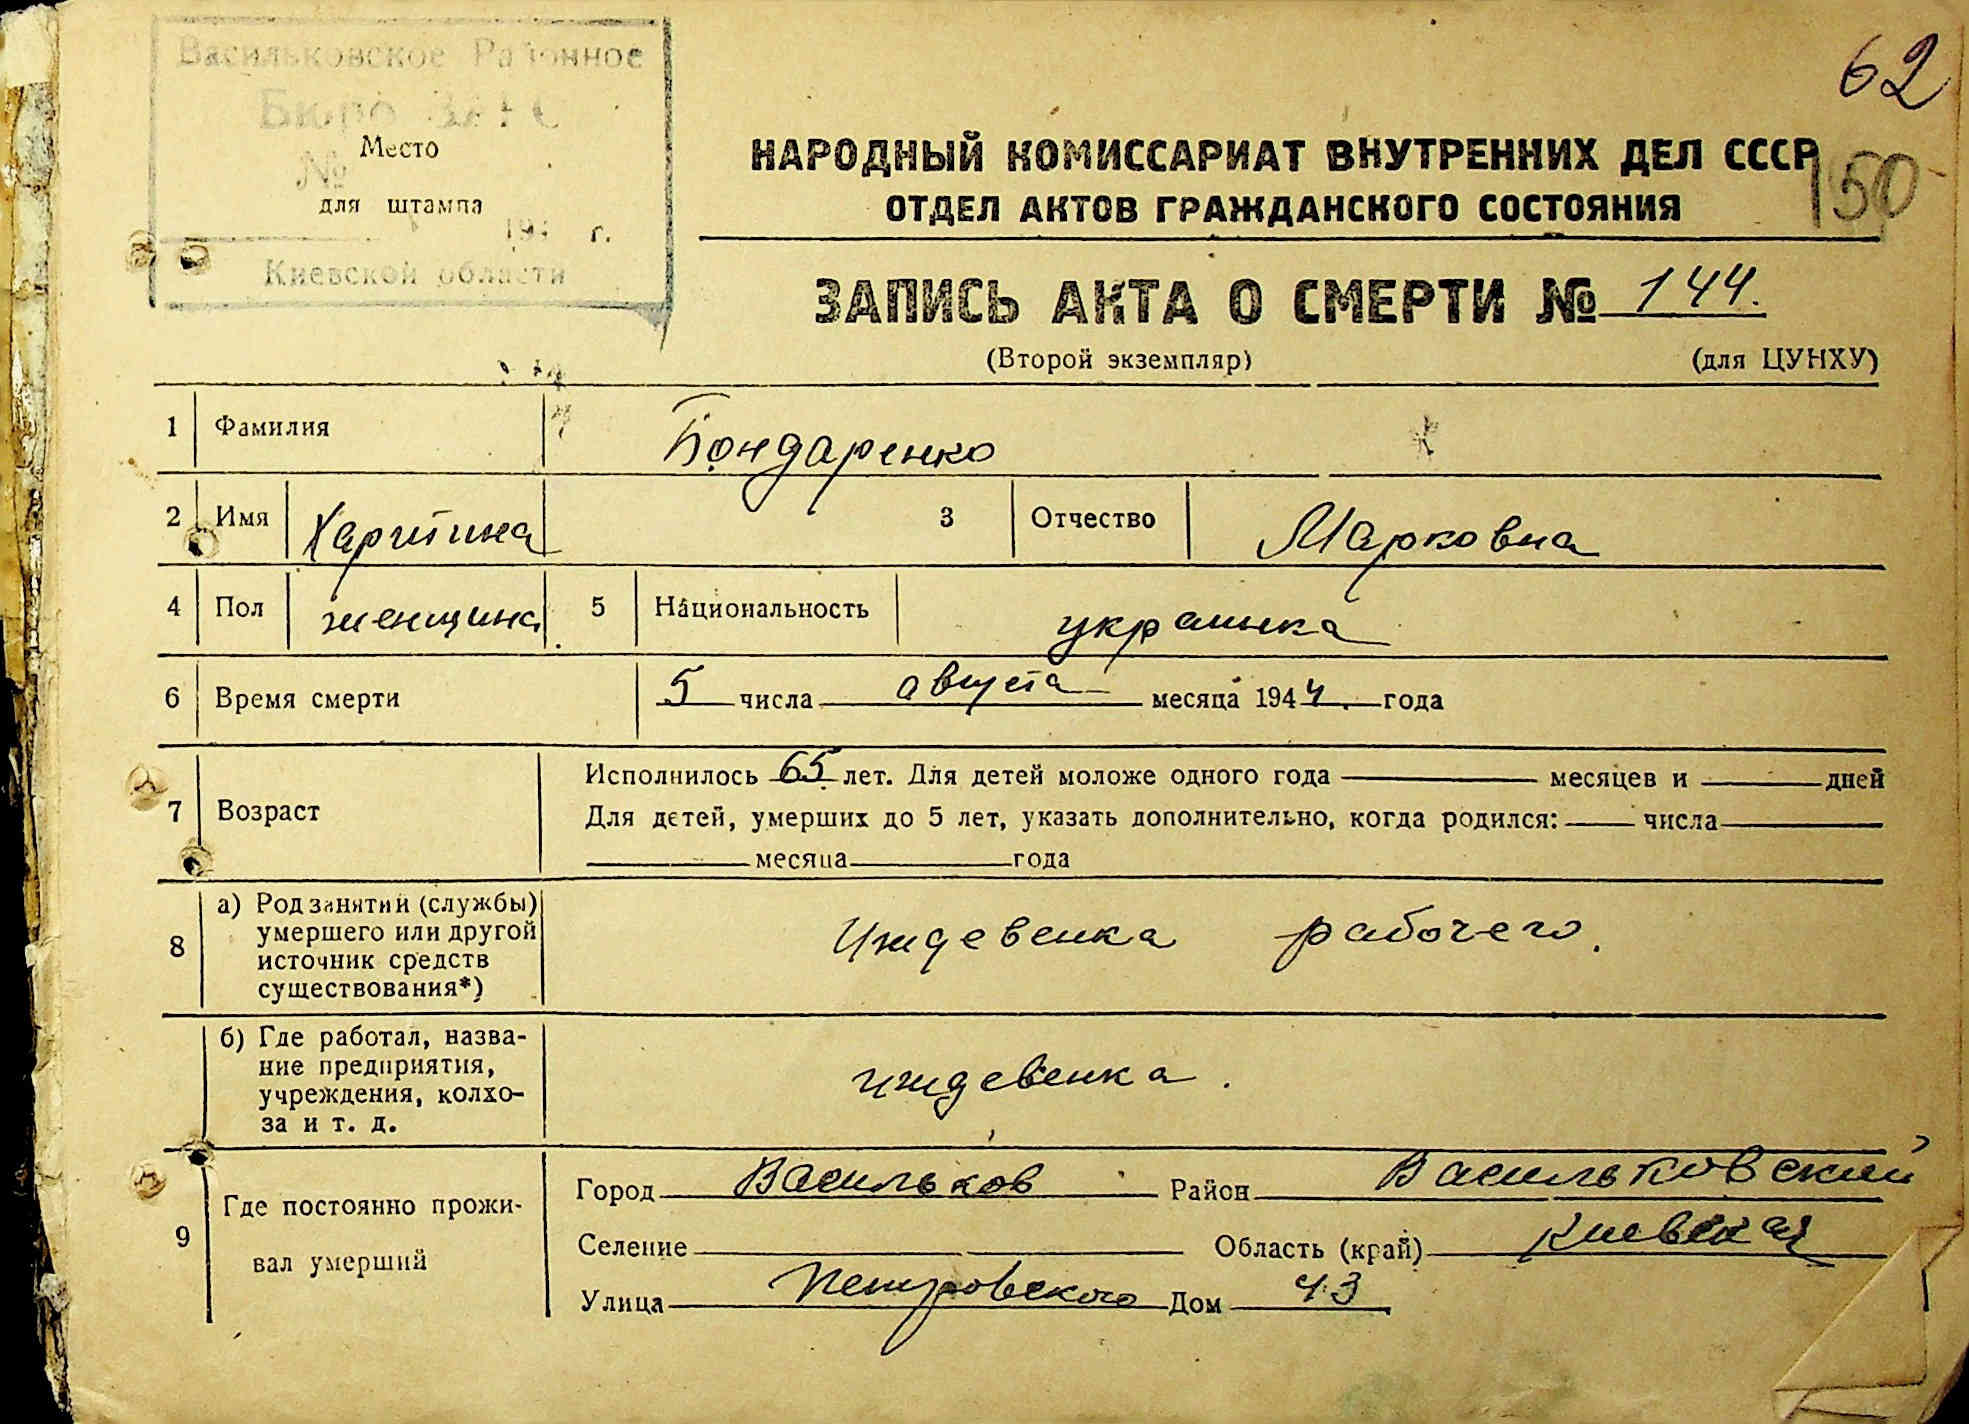 Васильковское Районное
Бюро ЗАГС
Место
№
для штампа
194 г.
Киевской области
62
150
НАРОДНЫЙ КОМИССАРИАТ ВНУТРЕННИХ ДЕЛ СССР
ОТДЕЛ АКТОВ ГРАЖДАНСКОГО СОСТОЯНИЯ
ЗАПИСЬ АКТА О СМЕРТИ № 144.
(Второй экземпляр) (для ЦУНХУ)
1 Фамилия Бондаренко
2 Имя Харитина 3 Отчество Марковна
4 Пол женщина 5 Национальность украинка
6 Время смерти 5 числа августа месяца 1944 года
Исполнилось 65 лет. Для детей моложе одного года месяцев и дней
7 Возраст Для детей, умерших до 5 лет, указать дополнительно, когда родился: числа
месяца года
8 а) Род занятий (службы)
умершего или другой
источник средств
существования*)
Иждевенка рабочего.
б) Где работал, назва-
ние предприятия,
учреждения, колхо-
за и т. д.
иждевенка.
9 Где постоянно прожи-
вал умерший
Город Васильков Район Васильковский
Селение Область (край) Киевская
Улица Петровского Дом 43